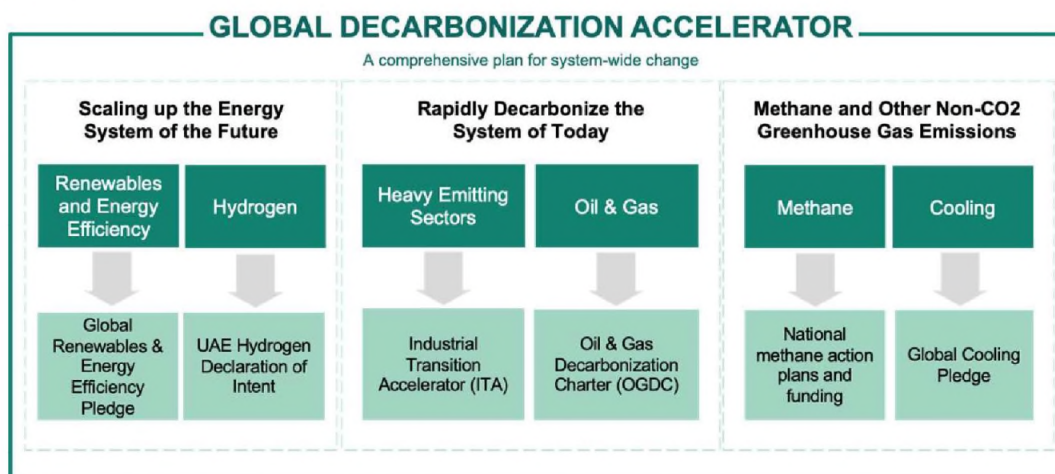 GLOBAL DECARBONIZATION ACCELERATOR
A comprehensive plan for system-wide change
Scaling up the Energy
System of the Future
Renewables
and Energy
Efficiency
Hydrogen
Global
Renewables &
Energy
Efficiency
Pledge
UAE Hydrogen
Declaration of
Intent
Rapidly Decarbonize the
System of Today
Heavy Emitting
Sectors
Oil & Gas
Industrial
Transition
Accelerator (ITA)
Oil & Gas
Decarbonization
Charter (OGDC)
Methane and Other Non-CO2
Greenhouse Gas Emissions
Methane
Cooling
National
methane action
plans and
funding
Global Cooling
Pledge